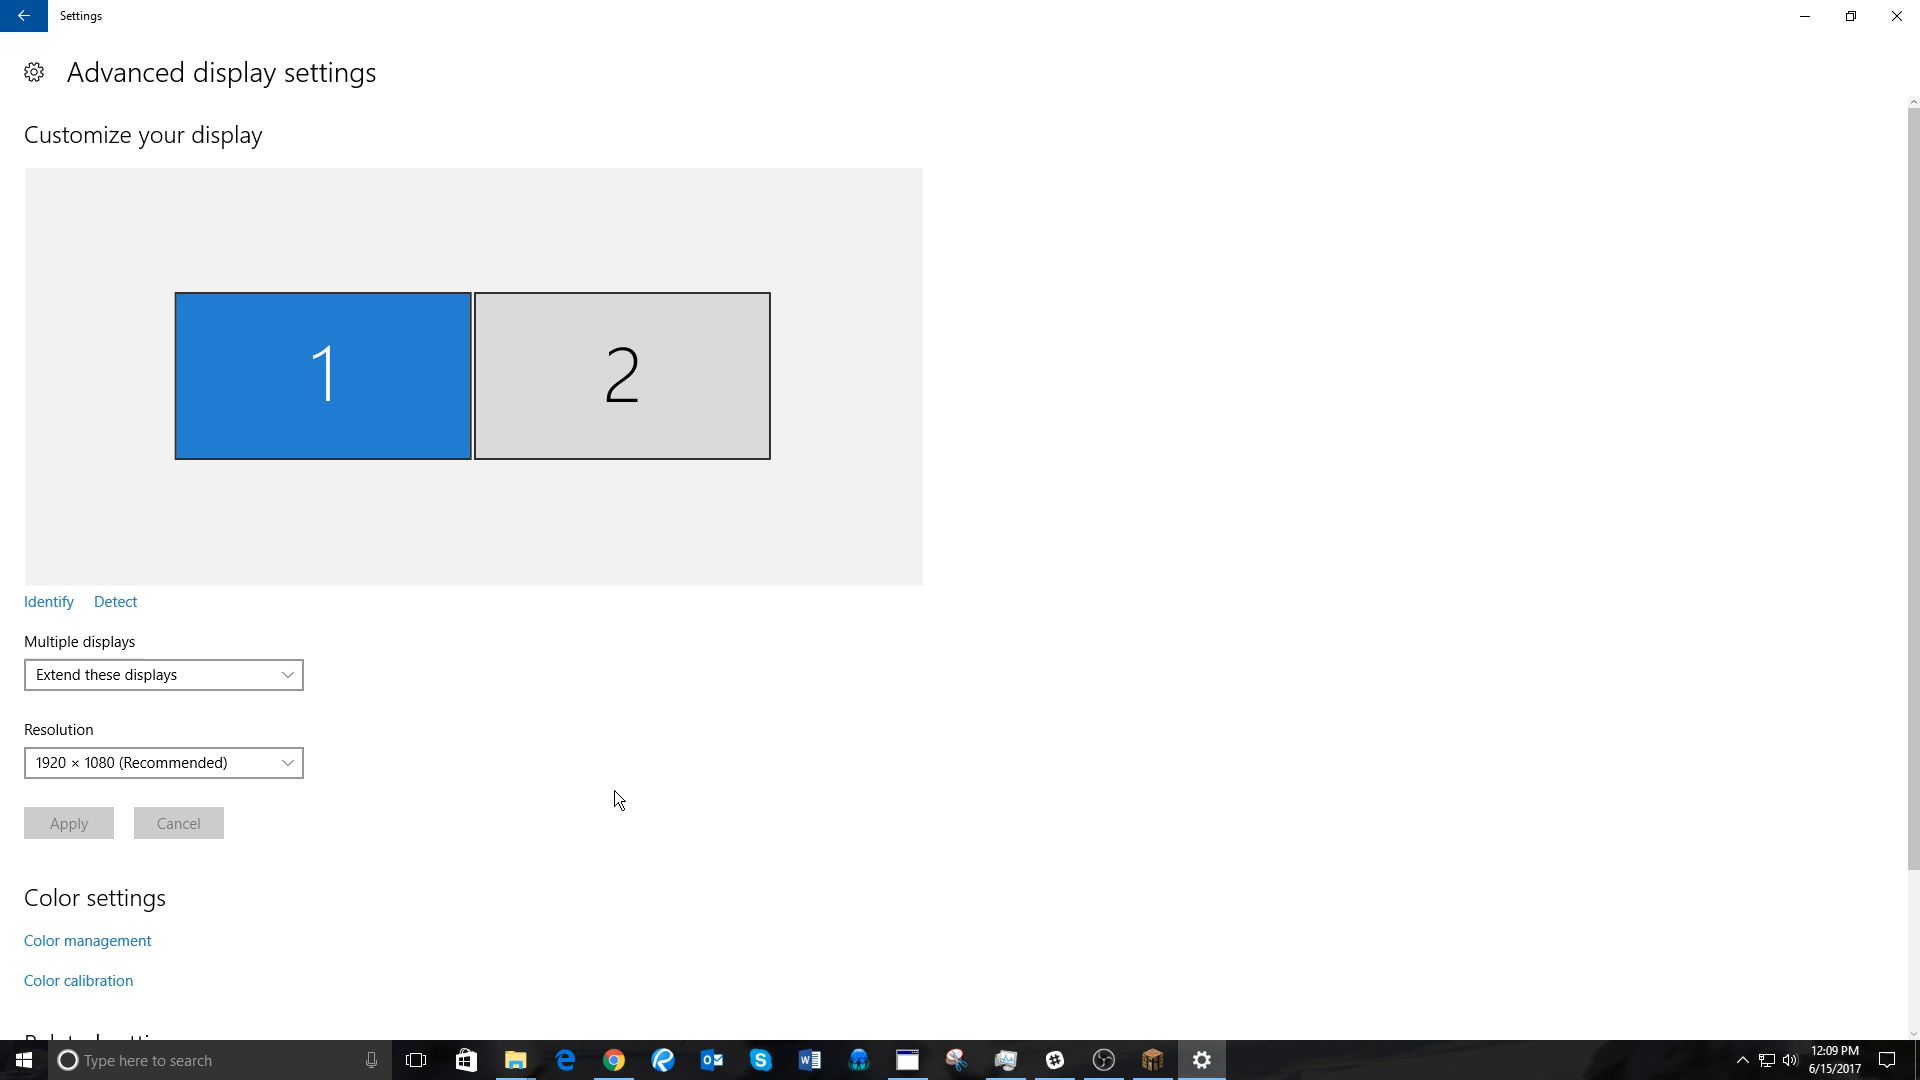 Settings
Advanced display settings
Customize your display
1 2
Identify Detect
Multiple displays
Extend these displays
Resolution
1920 × 1080 (Recommended)
Apply Cancel
Color settings
Color management
Color calibration
Type here to search
12:09 PM
6/15/2017